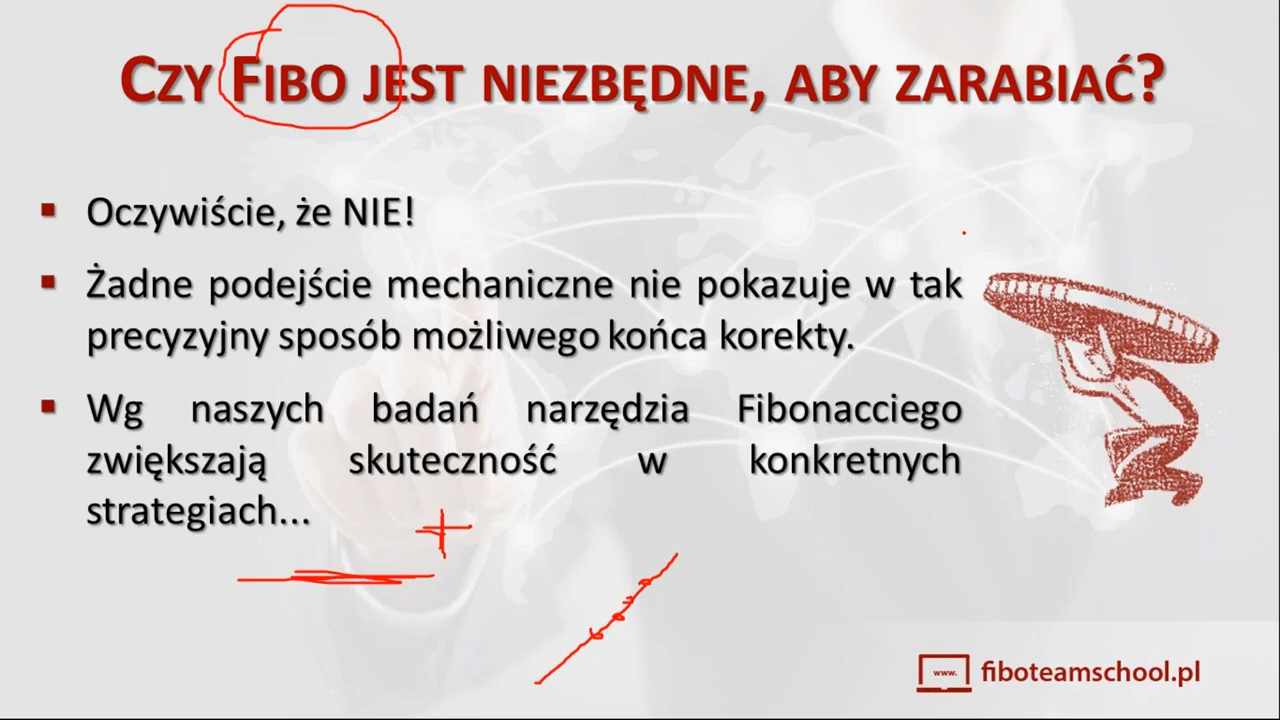 Czy Fibo jest niezbędne, aby zarabiać?
Oczywiście, że NIE!
Żadne podejście mechaniczne nie pokazuje w tak
precyzyjny sposób możliwego końca korekty.
Wg naszych badań narzędzia Fibonacciego
zwiększają skuteczność w konkretnych
strategiach...
www.
fiboteamschool.pl